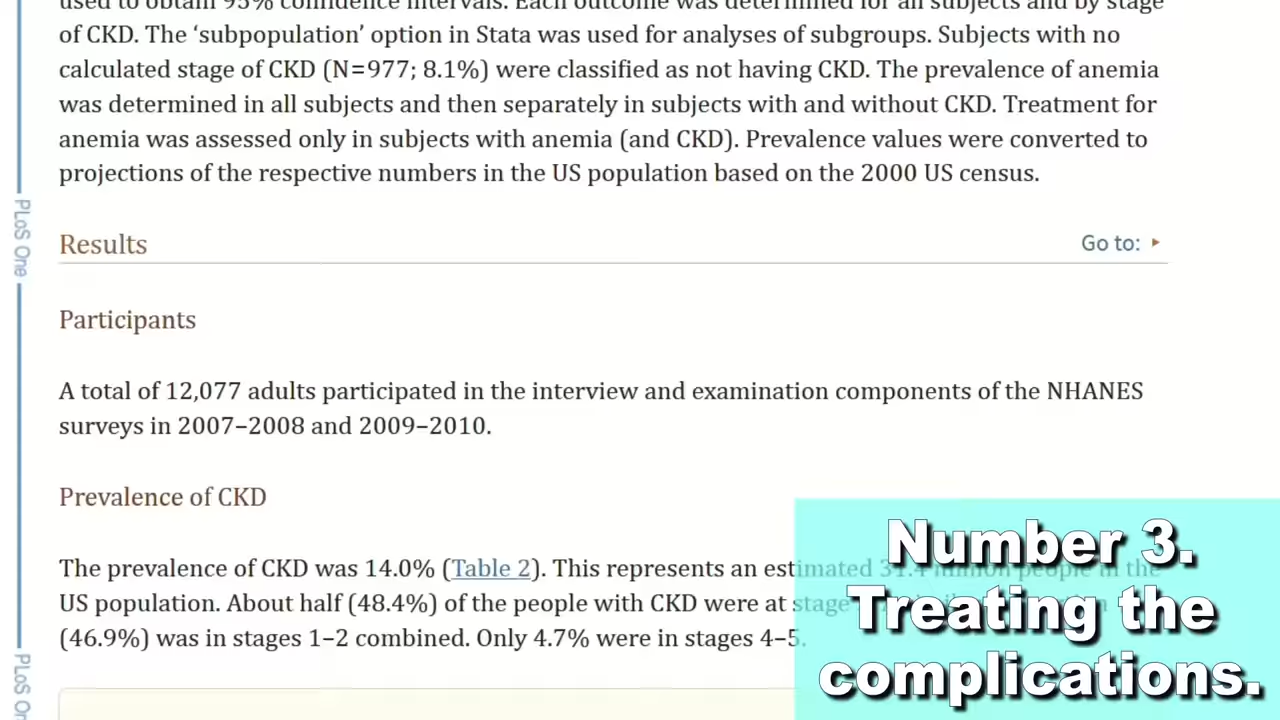 used to obtain 95% confidence intervals. Each outcome was determined for all subjects and by stage
of CKD. The ‘subpopulation’ option in Stata was used for analyses of subgroups. Subjects with no
calculated stage of CKD (N=977; 8.1%) were classified as not having CKD. The prevalence of anemia
was determined in all subjects and then separately in subjects with and without CKD. Treatment for
anemia was assessed only in subjects with anemia (and CKD). Prevalence values were converted to
projections of the respective numbers in the US population based on the 2000 US census.
PLoS One
Results
Go to:
Participants
A total of 12,077 adults participated in the interview and examination components of the NHANES
surveys in 2007–2008 and 2009–2010.
Prevalence of CKD
The prevalence of CKD was 14.0% (Table 2). This represents an estimated 31.4 million people in the
US population. About half (48.4%) of the people with CKD were at stage
(46.9%) was in stages 1–2 combined. Only 4.7% were in stages 4–5.
PLoS On
Number 3.
Treating the
complications.